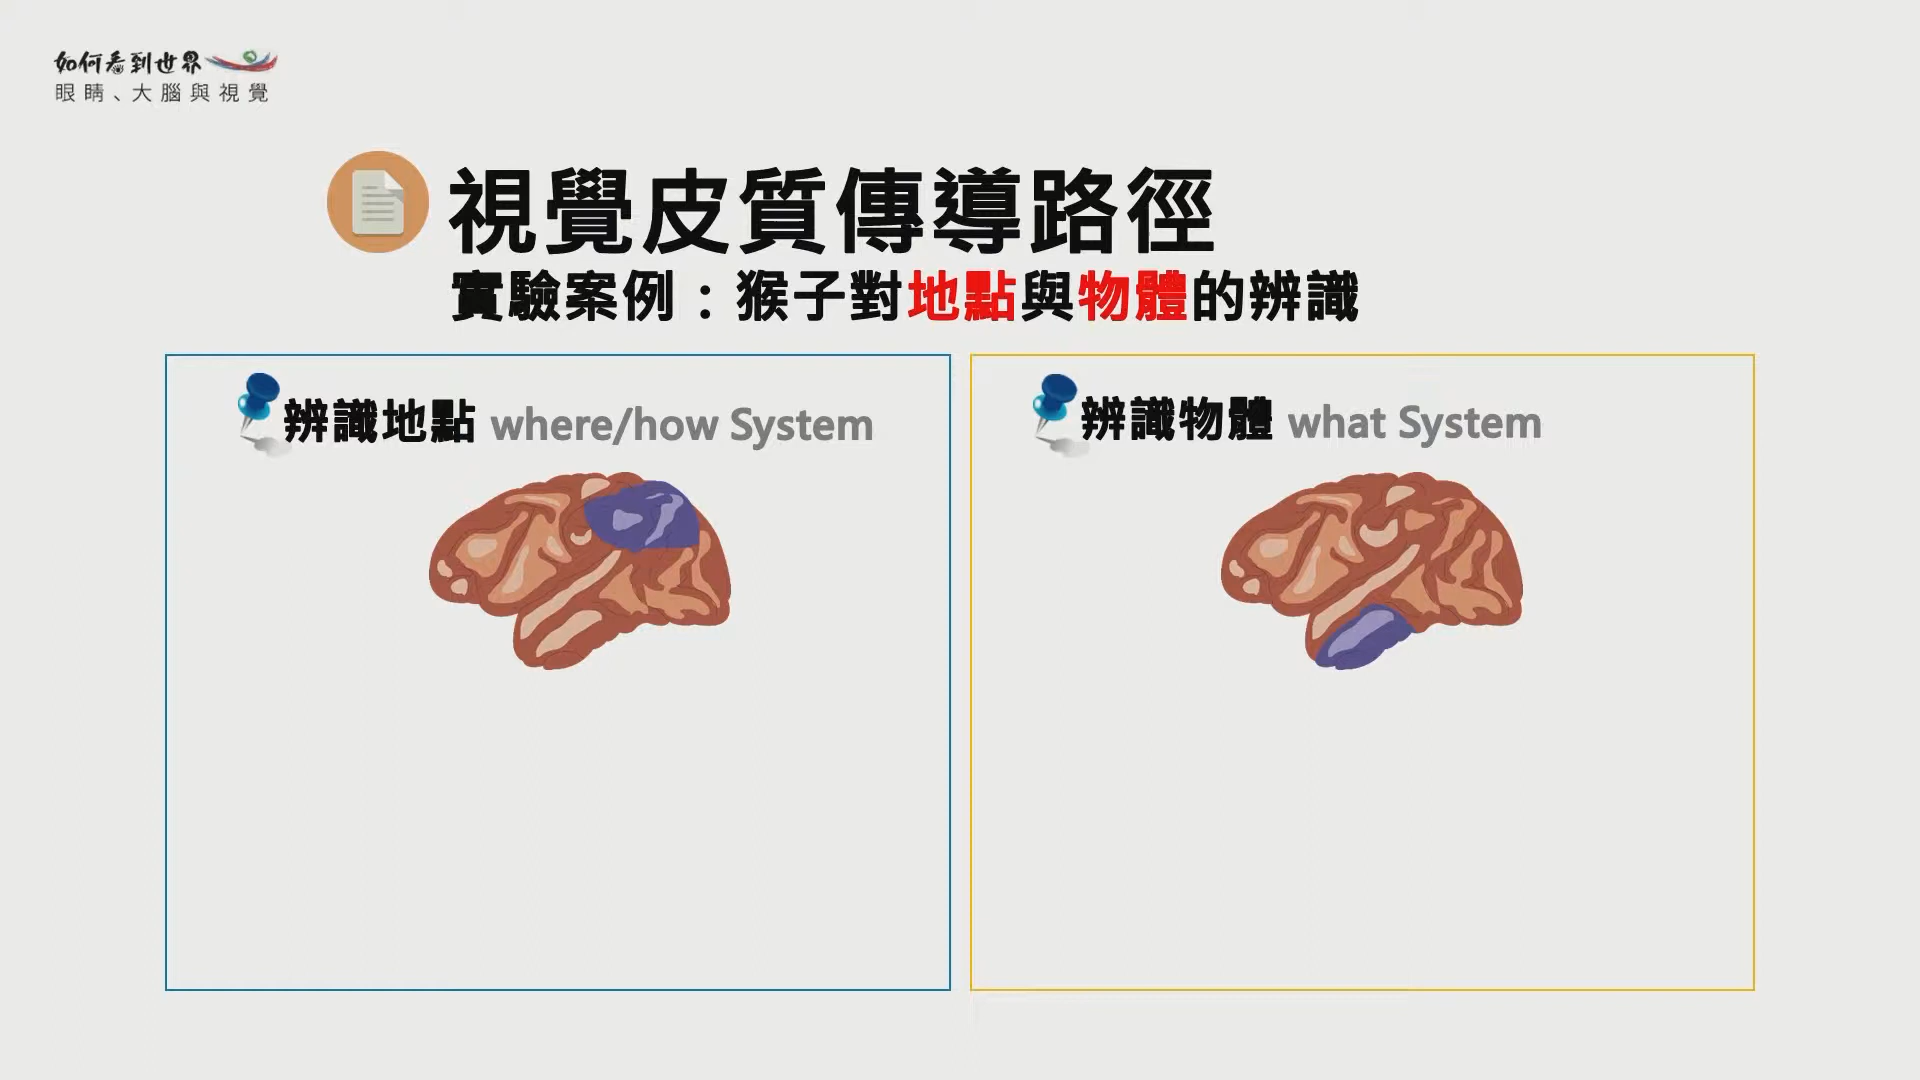 如何看到世界
眼睛、大腦與視覺
視覺皮質傳導路徑
實驗案例：猴子對地點與物體的辨識
辨識地點 where/how System
辨識物體 what System